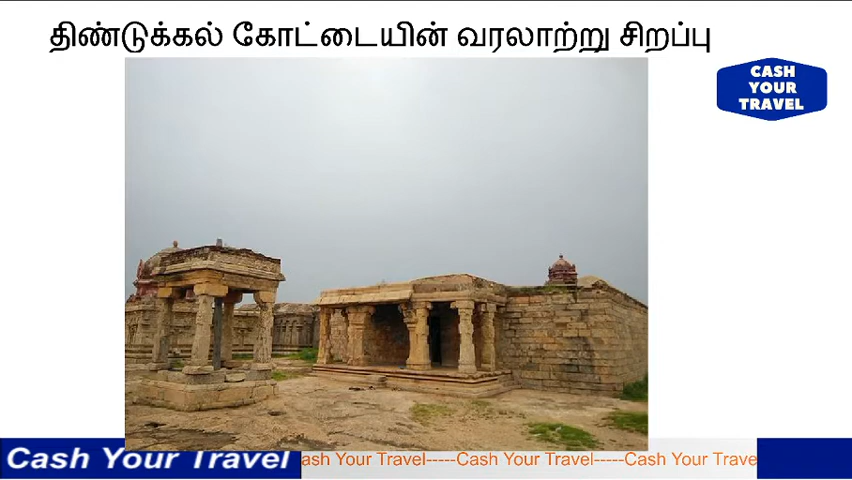 திண்டுக்கல் கோட்டையின் வரலாற்று சிறப்பு
CASH
YOUR
TRAVEL
Cash Your Travel
ash Your Travel-----Cash Your Travel-----Cash Your Trave